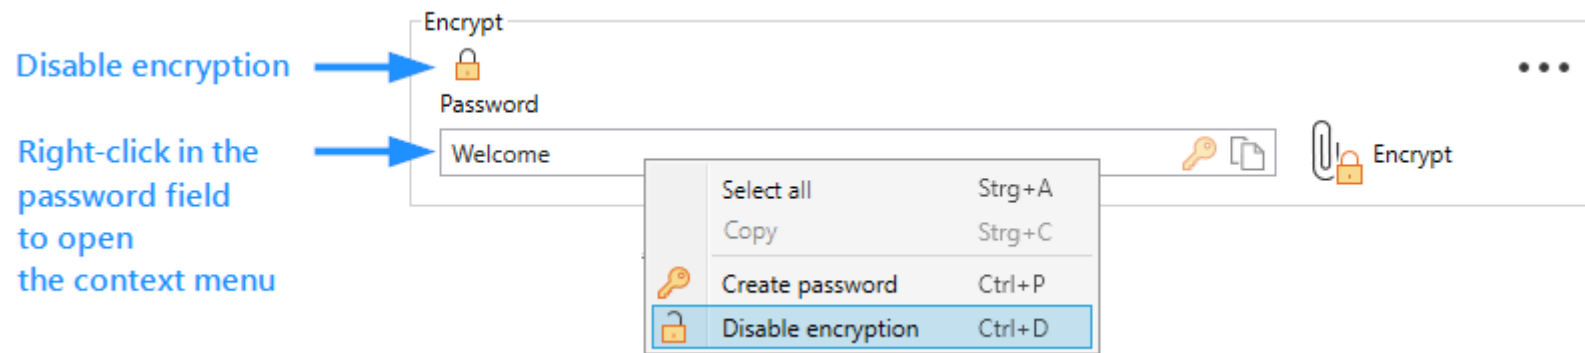 Encrypt
Disable encryption
Password
Right-click in the
password field
to open
the context menu
Welcome
Encrypt
Select all Strg+A
Copy Strg+C
Create password Ctrl+P
Disable encryption Ctrl+D